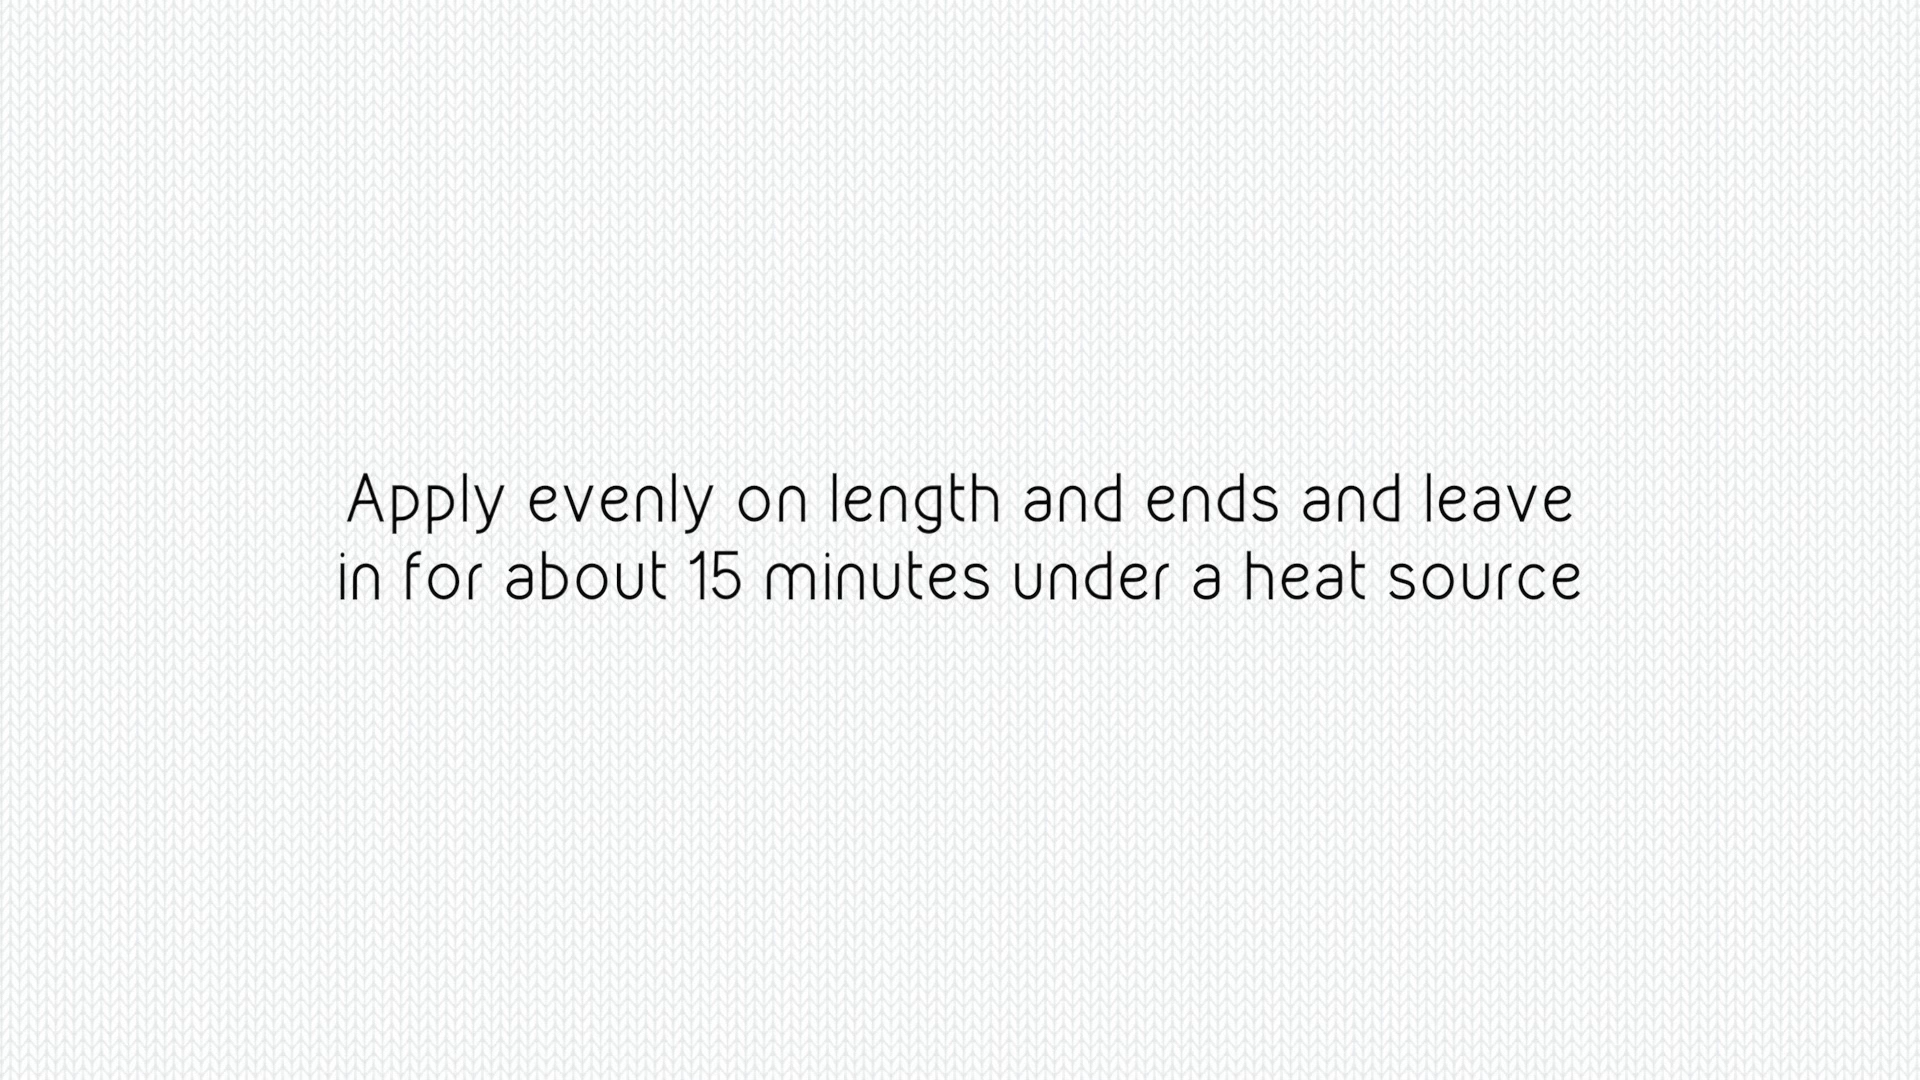 Apply evenly on length and ends and leave
in for about 15 minutes under a heat source